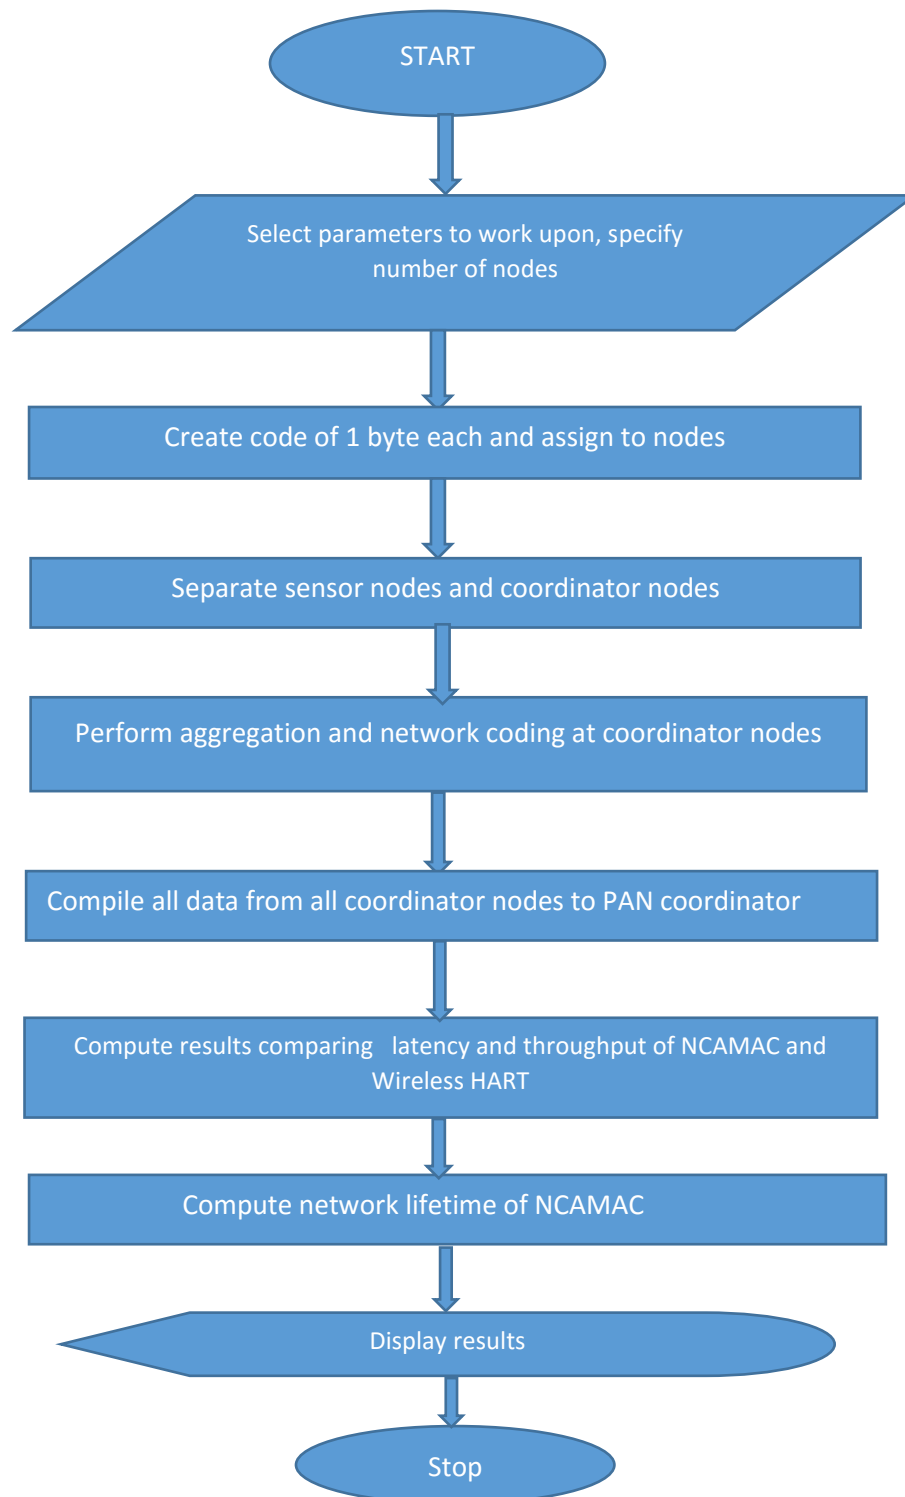 START
Select parameters to work upon, specify
number of nodes
Create code of 1 byte each and assign to nodes
Separate sensor nodes and coordinator nodes
Perform aggregation and network coding at coordinator nodes
Compile all data from all coordinator nodes to PAN coordinator
Compute results comparing   latency and throughput of NCAMAC and
Wireless HART
Compute network lifetime of NCAMAC
Display results
Stop